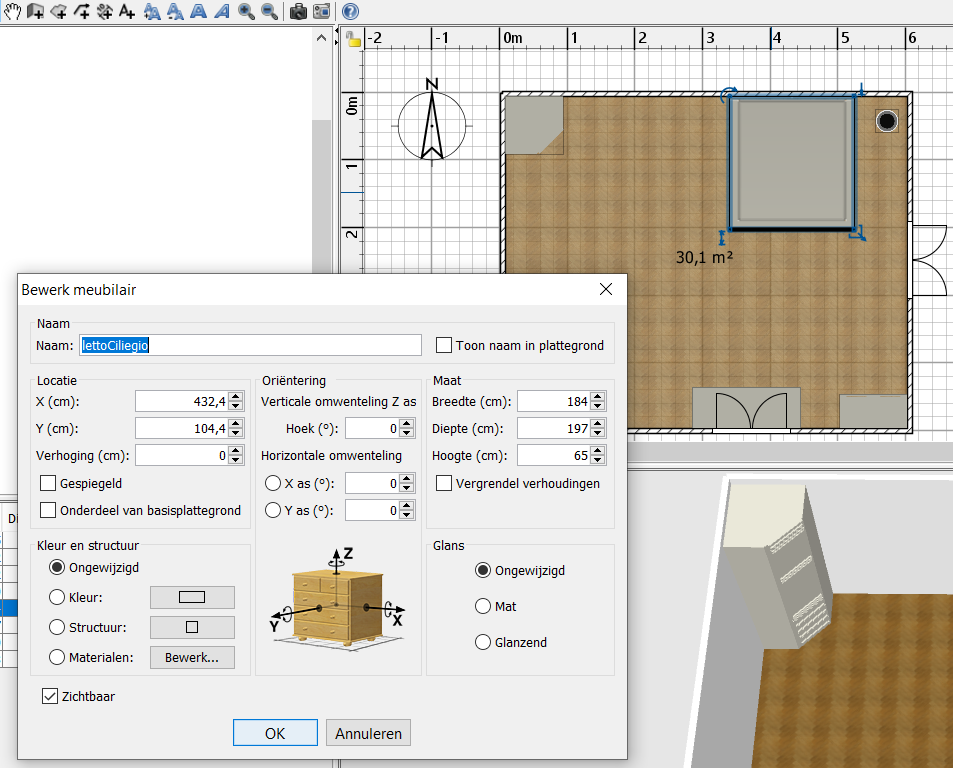 -2 -1 0m 1 2 3 4 5 6
0m
1
2
N
30,1 m²
Bewerk meubilair
Naam
Naam: lettoCiliegio
Toon naam in plattegrond
Locatie
X (cm): 432,4
Y (cm): 104,4
Verhoging (cm): 0
Gespiegeld
Onderdeel van basisplattegrond
Oriëntering
Verticale omwenteling Z as
Hoek (°): 0
Horizontale omwenteling
X as (°): 0
Y as (°): 0
Maat
Breedte (cm): 184
Diepte (cm): 197
Hoogte (cm): 65
Vergrendel verhoudingen
Kleur en structuur
Ongewijzigd
Kleur:
Structuur:
Materialen: Bewerk...
Z
Y
X
Glans
Ongewijzigd
Mat
Glanzend
Zichtbaar
OK Annuleren